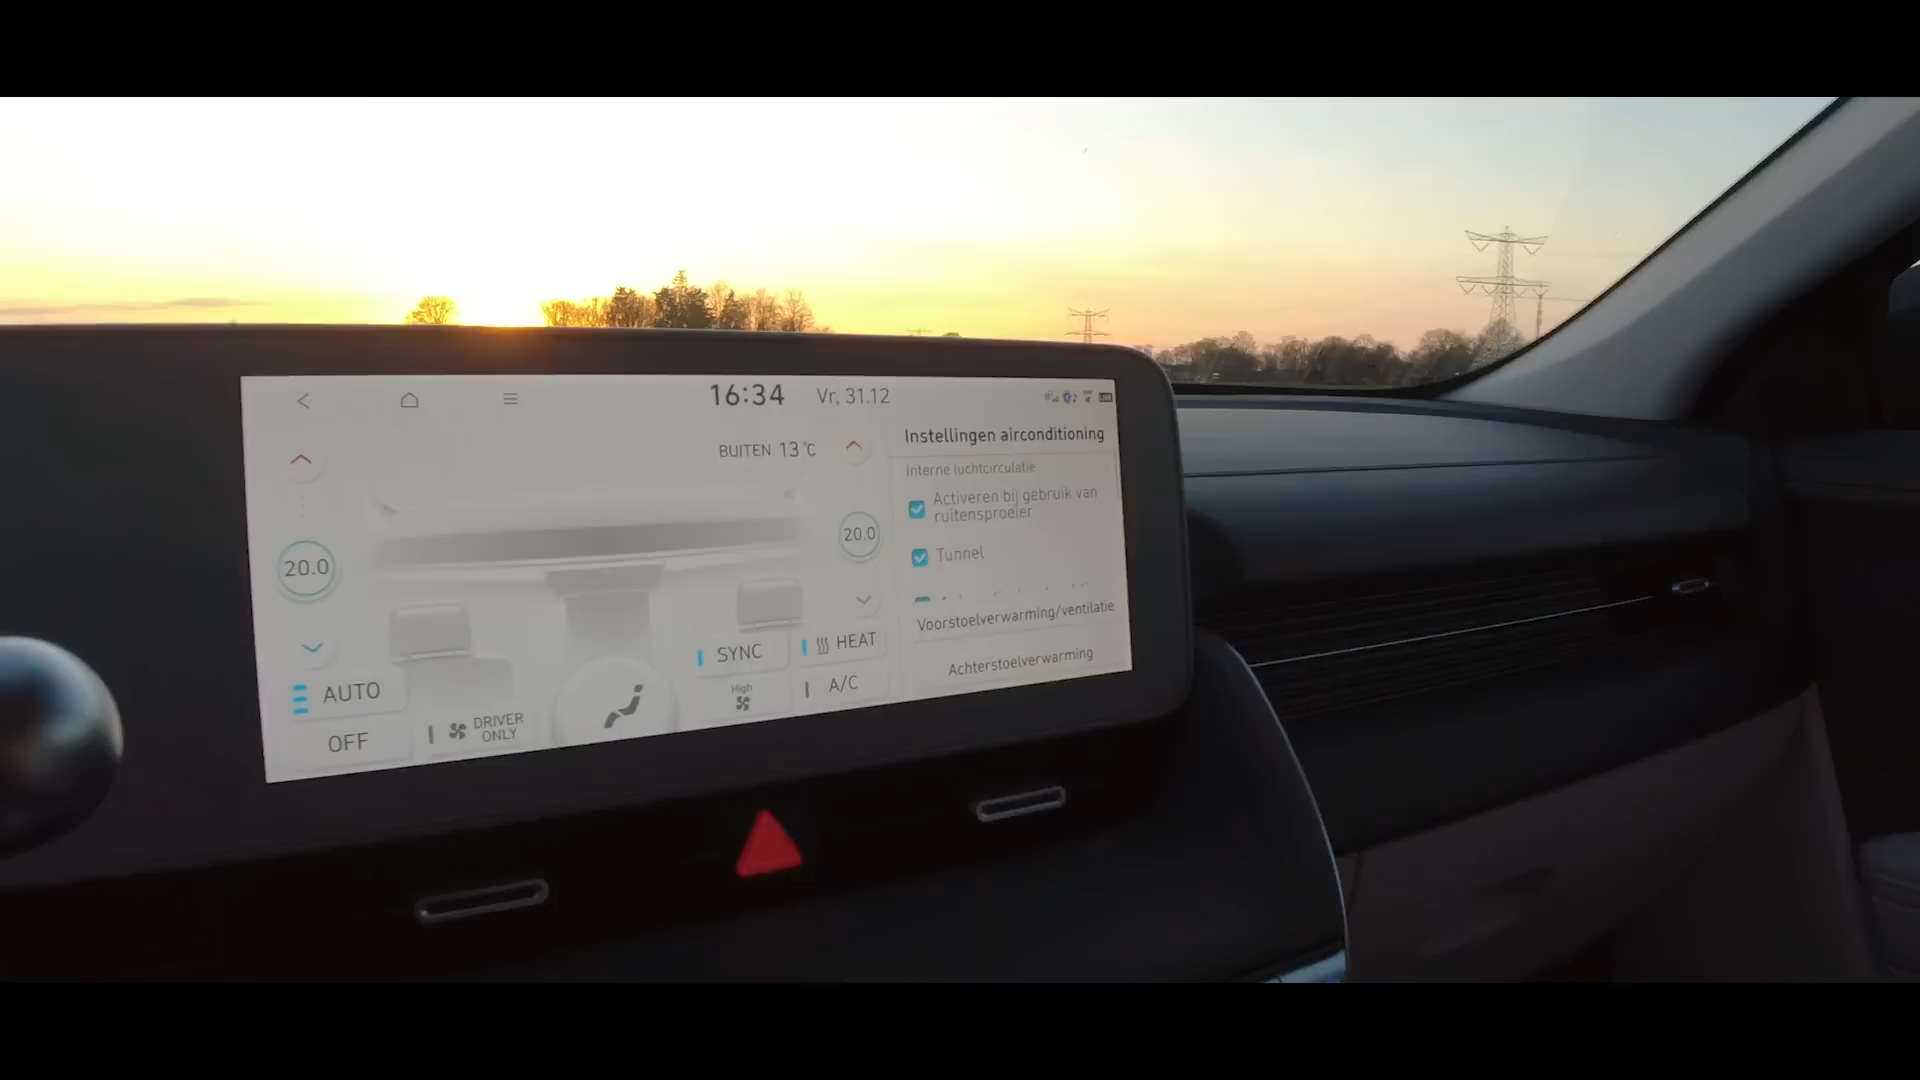 16:34 Vr, 31.12
BUITEN 13 °C
20.0
20.0
AUTO
OFF
DRIVER
ONLY
SYNC
HEAT
High
A/C
Instellingen airconditioning
Interne luchtcirculatie
Activeren bij gebruik van
ruitensproeier
Tunnel
Voorstoelverwarming/ventilatie
Achterstoelverwarming